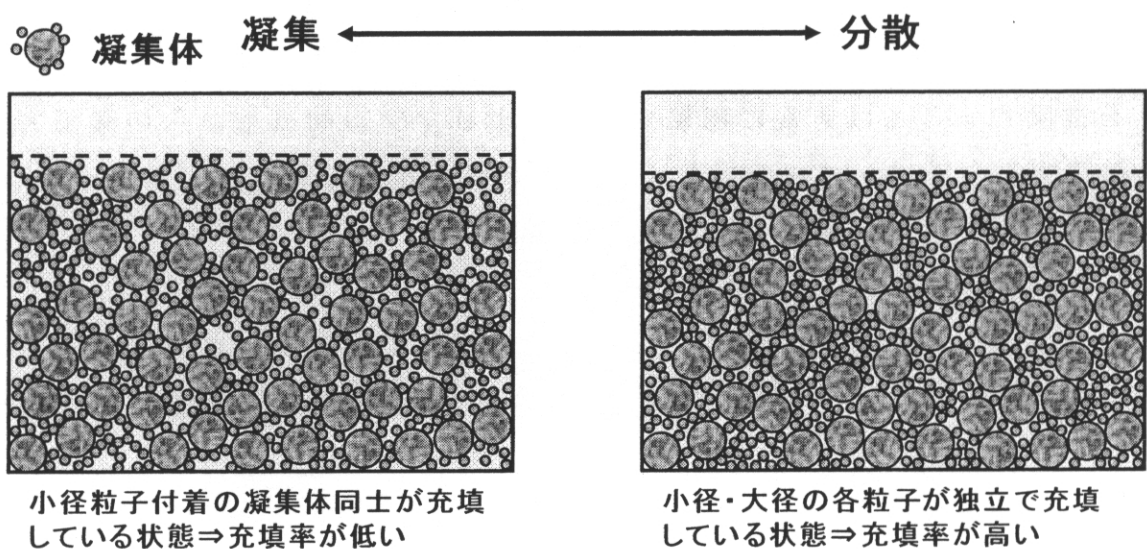 凝集体
凝集
分散
小径粒子付着の凝集体同士が充填
している状態⇒充填率が低い
小径・大径の各粒子が独立で充填
している状態⇒充填率が高い